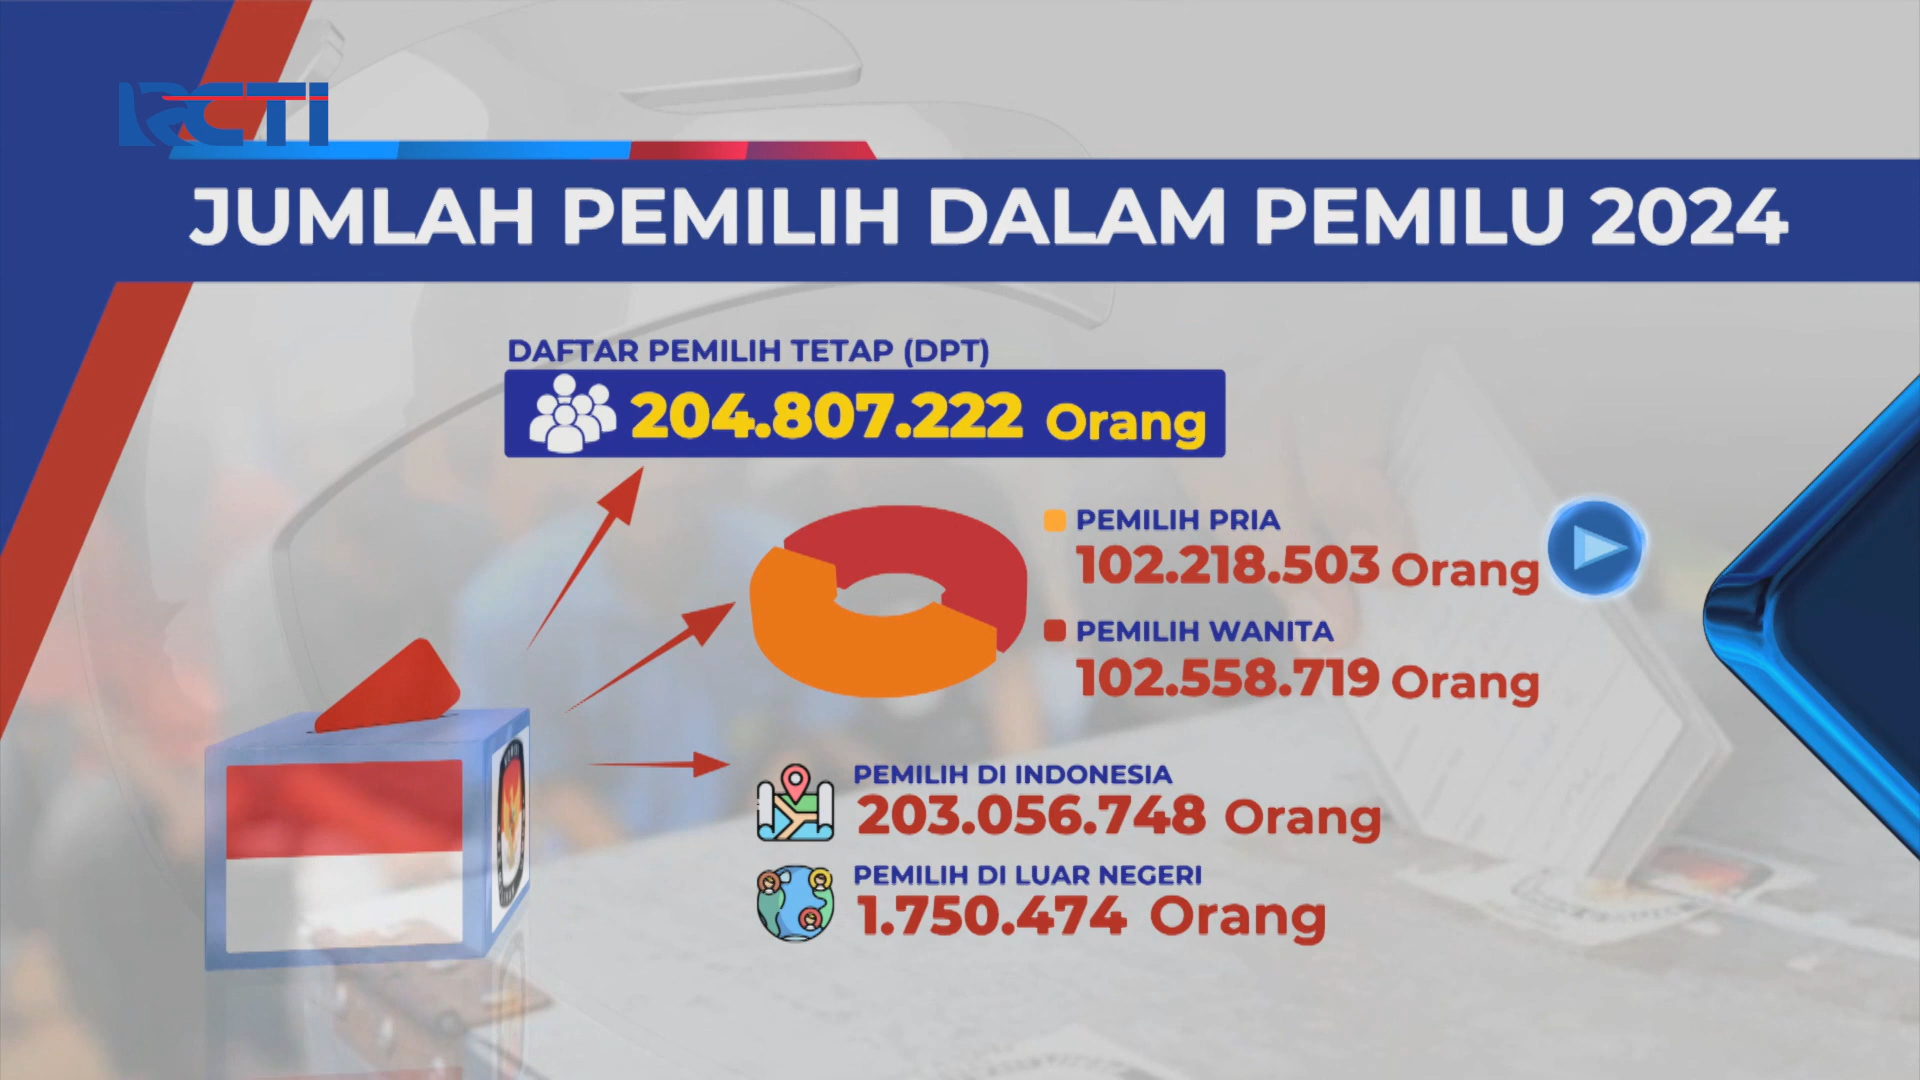 RCTI
JUMLAH PEMILIH DALAM PEMILU 2024
DAFTAR PEMILIH TETAP (DPT)
204.807.222 Orang
PEMILIH PRIA
102.218.503 Orang
PEMILIH WANITA
102.558.719 Orang
PEMILIH DI INDONESIA
203.056.748 Orang
PEMILIH DI LUAR NEGERI
1.750.474 Orang